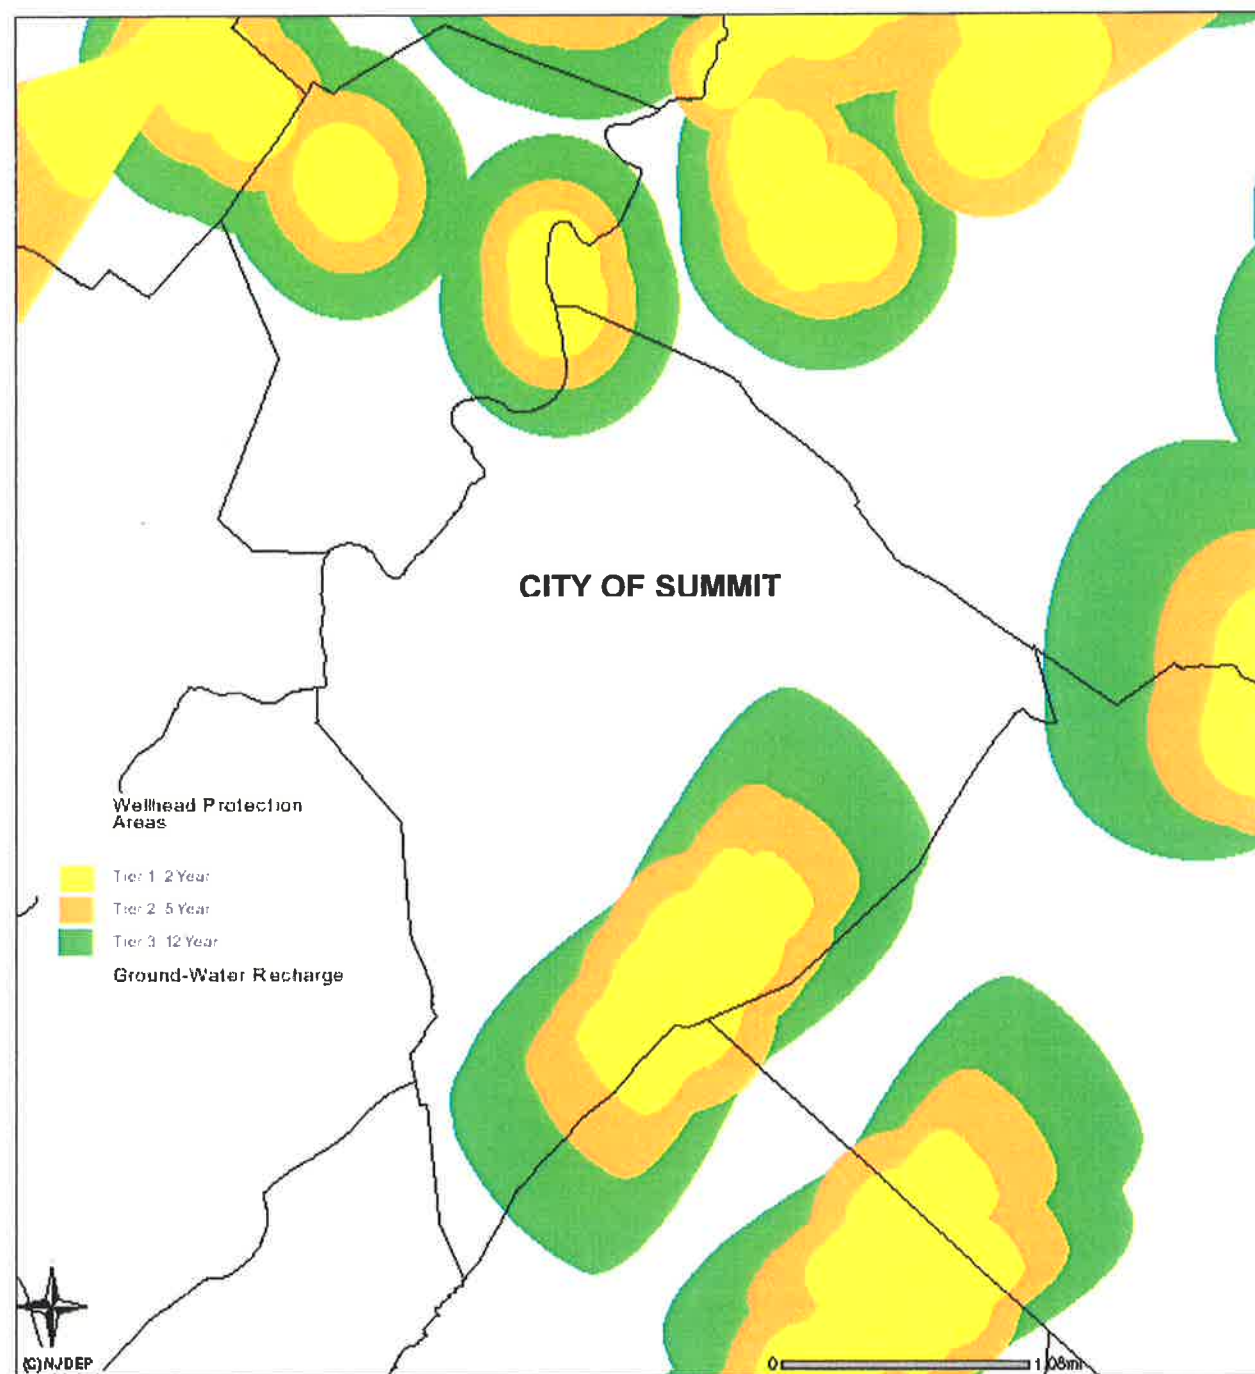 CITY OF SUMMIT
Wellhead Protection
Areas
Tier 1 2 Year
Tier 2 5 Year
Tier 3 12 Year
Ground-Water Recharge
(C)NJDEP
0 1.08mi